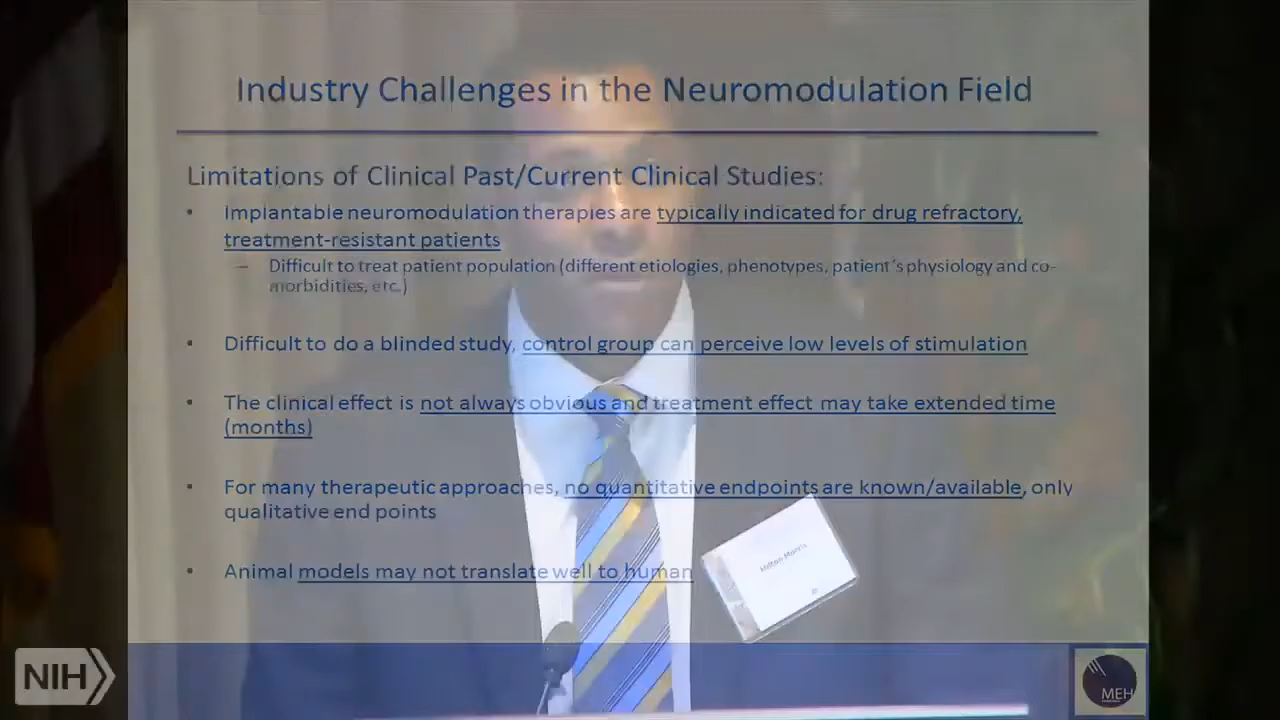 Industry Challenges in the Neuromodulation Field
Limitations of Clinical Past/Current Clinical Studies:
• Implantable neuromodulation therapies are typically indicated for drug refractory,
treatment-resistant patients
– Difficult to treat patient population (different etiologies, phenotypes, patient's physiology and co-
morbidities, etc.)
• Difficult to do a blinded study, control group can perceive low levels of stimulation
• The clinical effect is not always obvious and treatment effect may take extended time
(months)
• For many therapeutic approaches, no quantitative endpoints are known/available, only
qualitative end points
Milton Morris
• Animal models may not translate well to human
NIH
MEH